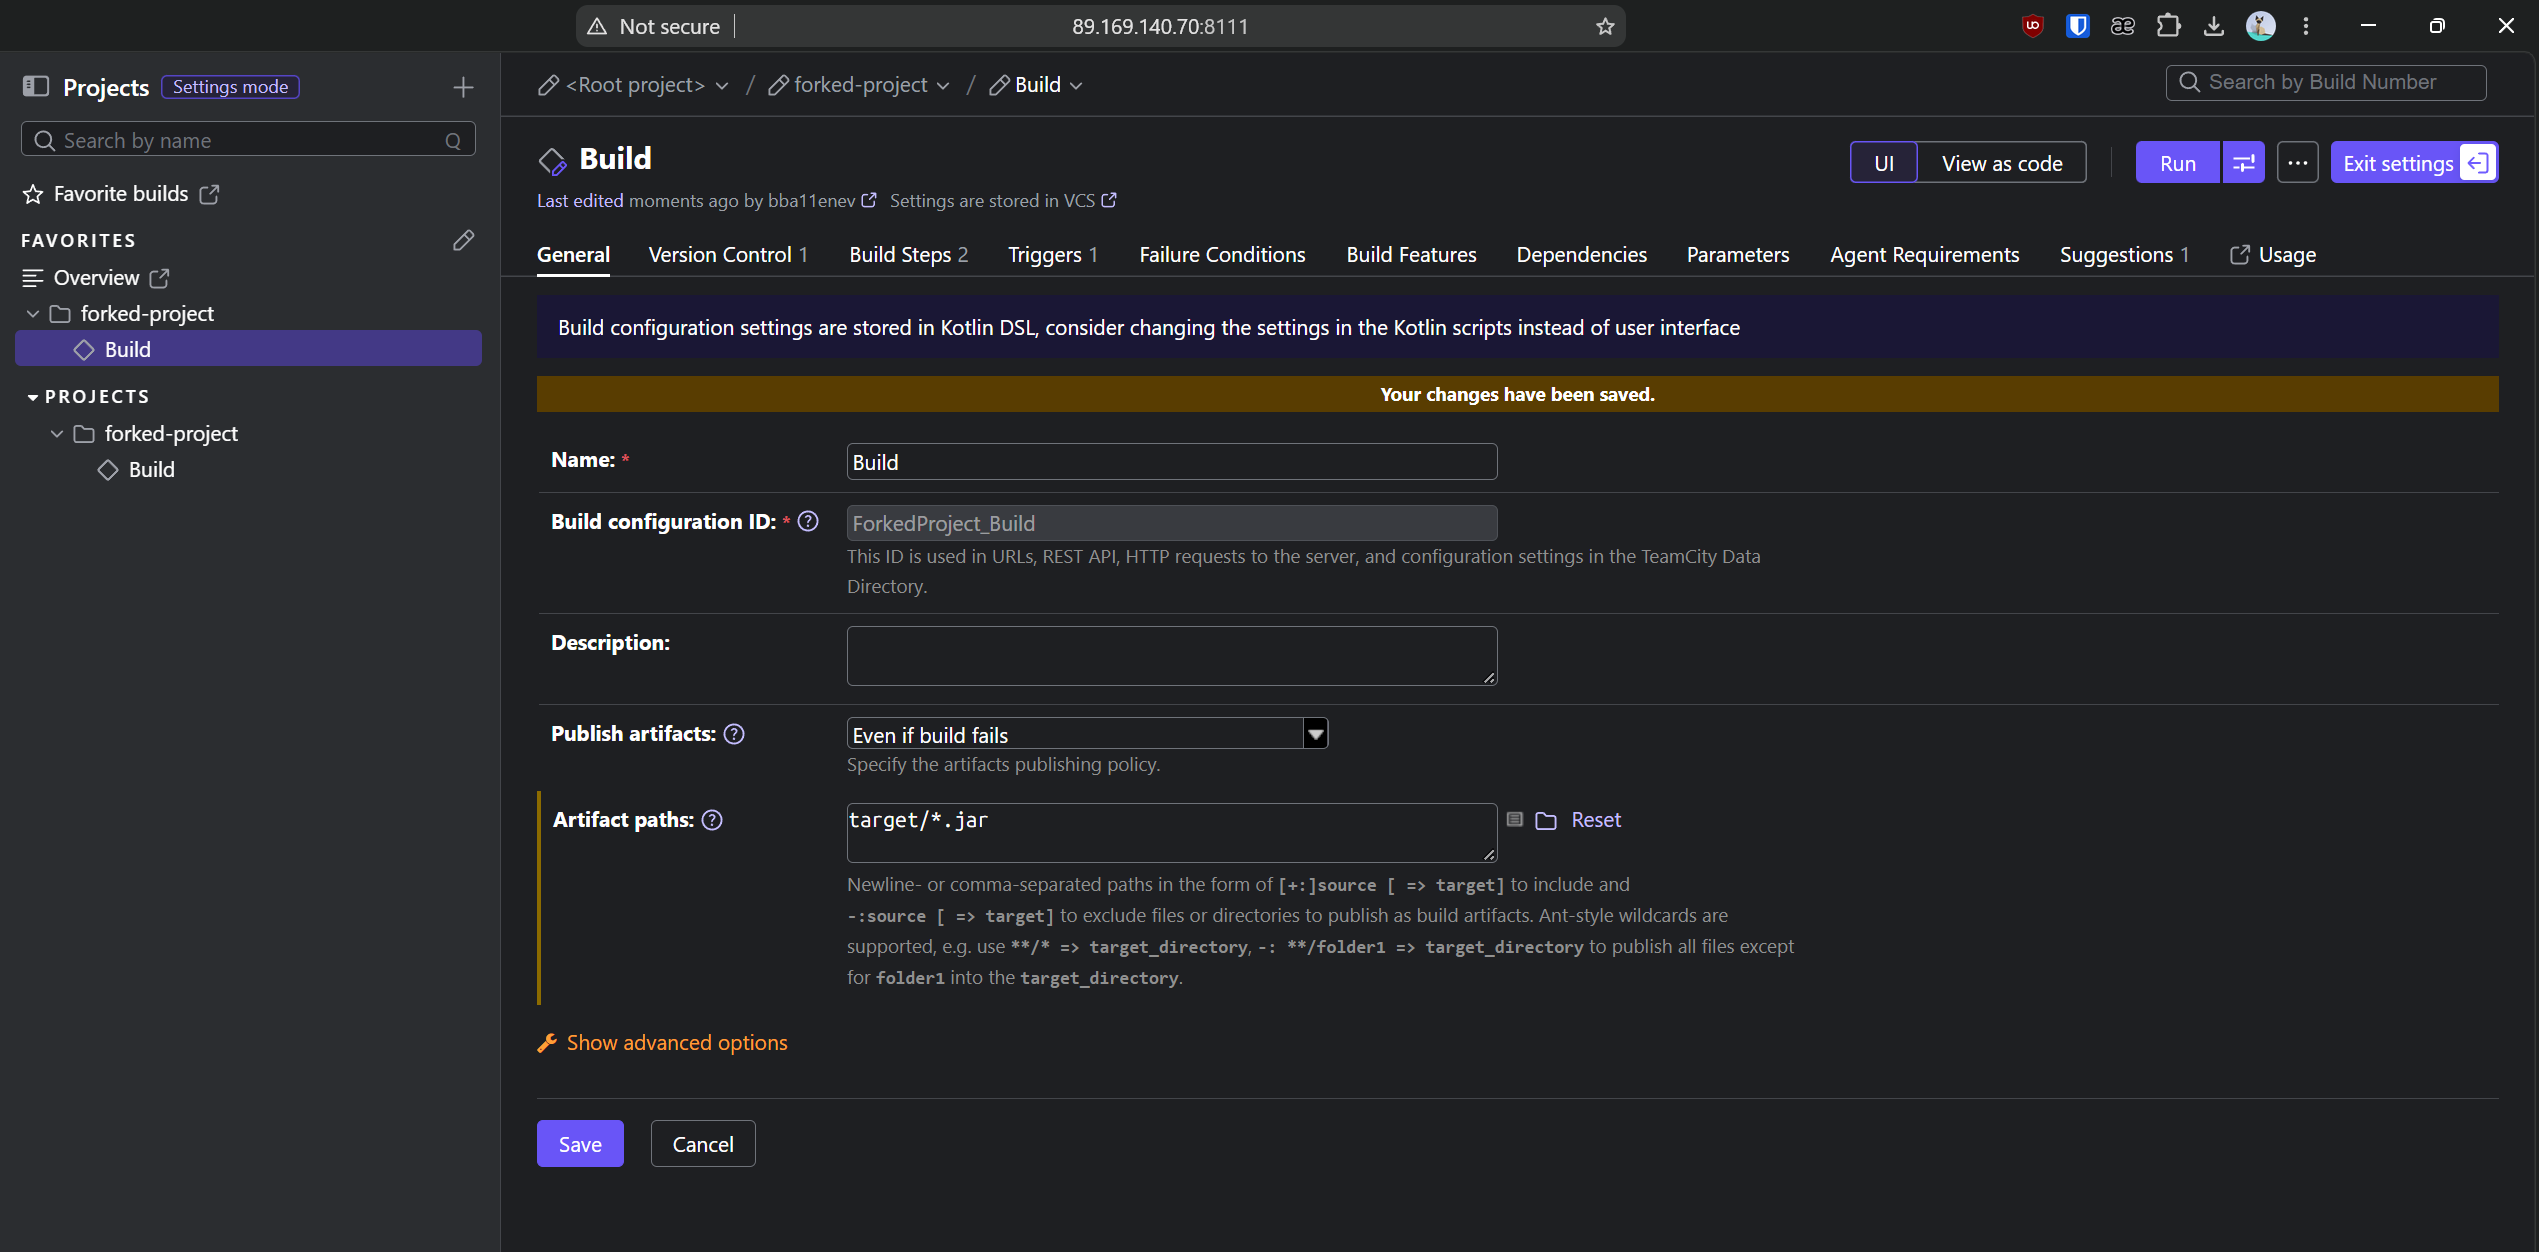 Not secure
89.169.140.70:8111
Projects Settings mode
Search by name Q
Favorite builds
FAVORITES
Overview
forked-project
Build
PROJECTS
forked-project
Build
<Root project> / forked-project / Build
Search by Build Number
Build
UI View as code Run Exit settings
Last edited moments ago by bba11enev Settings are stored in VCS
General Version Control 1 Build Steps 2 Triggers 1 Failure Conditions Build Features Dependencies Parameters Agent Requirements Suggestions 1 Usage
Build configuration settings are stored in Kotlin DSL, consider changing the settings in the Kotlin scripts instead of user interface
Your changes have been saved.
Name: * Build
Build configuration ID: * ForkedProject_Build
This ID is used in URLs, REST API, HTTP requests to the server, and configuration settings in the TeamCity Data
Directory.
Description:
Publish artifacts: Even if build fails
Specify the artifacts publishing policy.
Artifact paths: target/*.jar Reset
Newline- or comma-separated paths in the form of [+:]source [ => target] to include and
-:source [ => target] to exclude files or directories to publish as build artifacts. Ant-style wildcards are
supported, e.g. use **/* => target_directory, -: **/folder1 => target_directory to publish all files except
for folder1 into the target_directory.
Show advanced options
Save Cancel